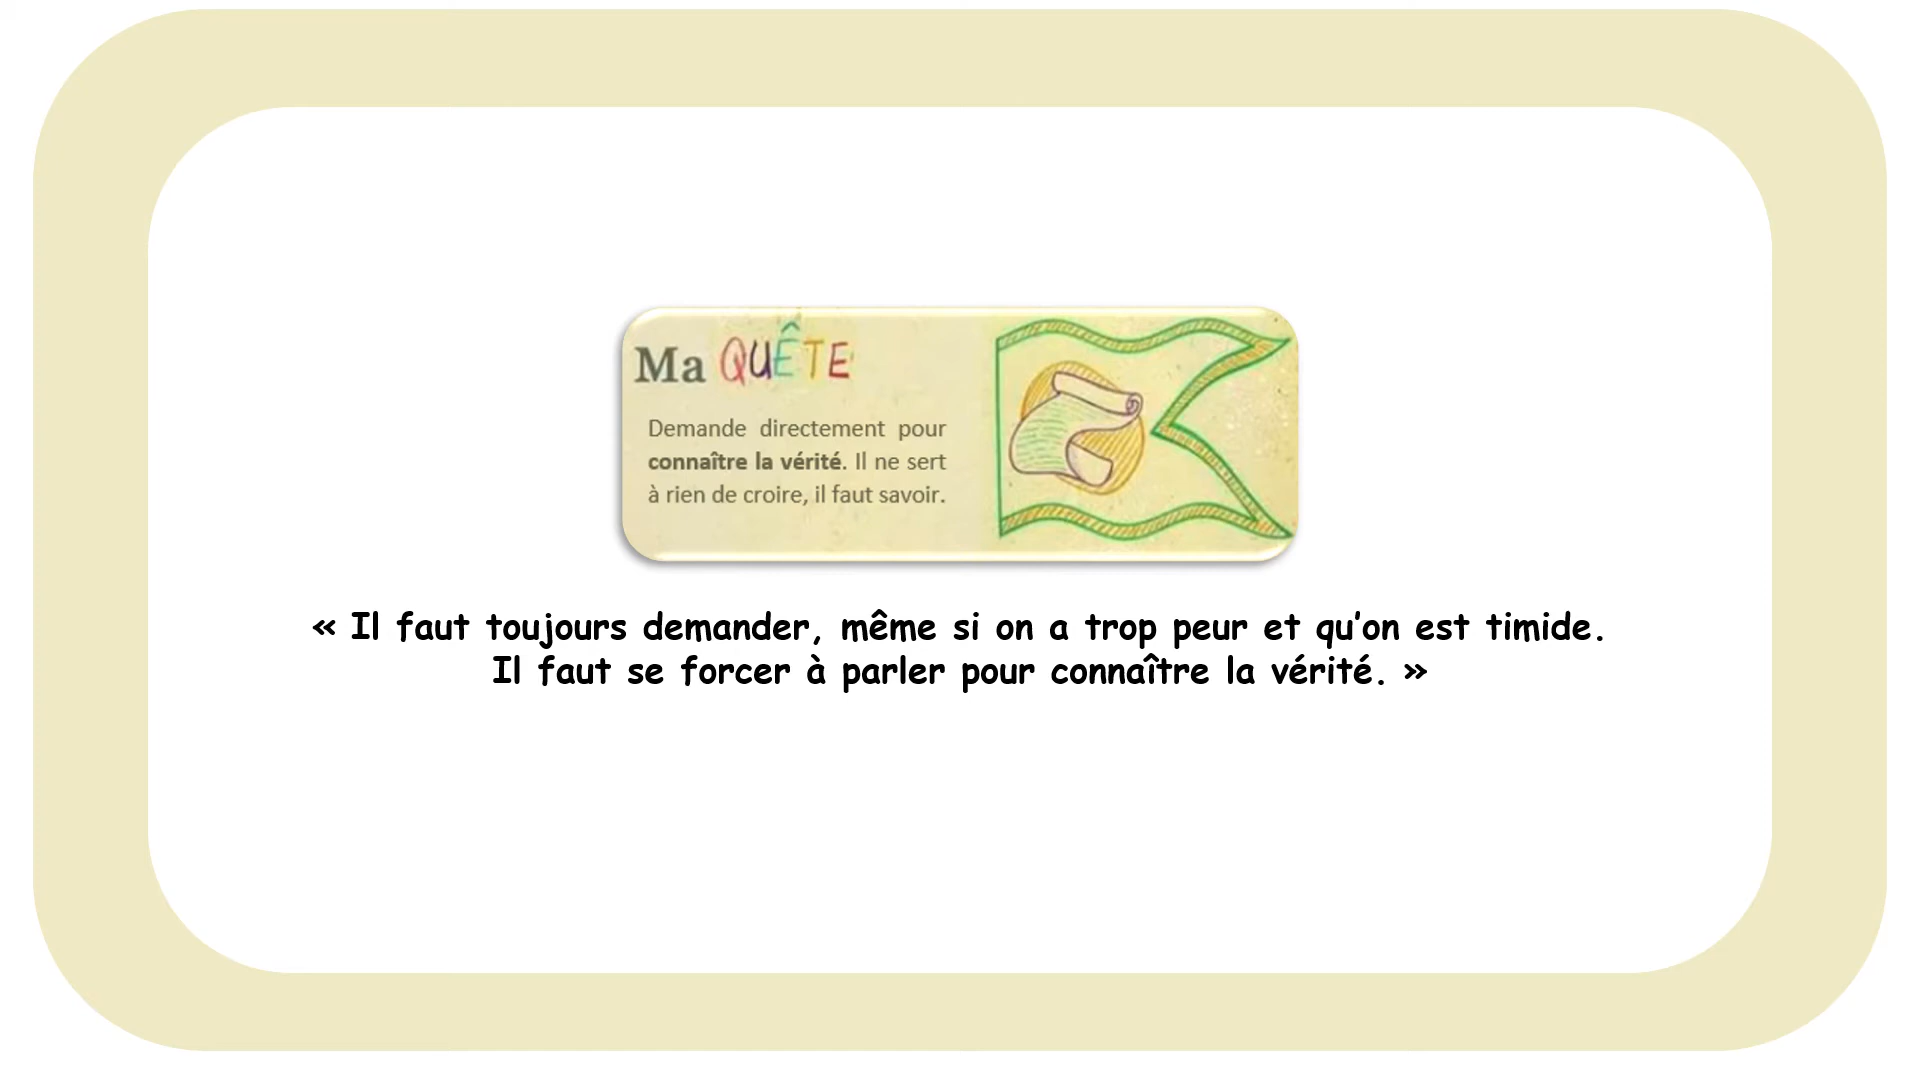 Ma QUÊTE
Demande directement pour
connaître la vérité. Il ne sert
à rien de croire, il faut savoir.
« Il faut toujours demander, même si on a trop peur et qu’on est timide.
Il faut se forcer à parler pour connaître la vérité. »